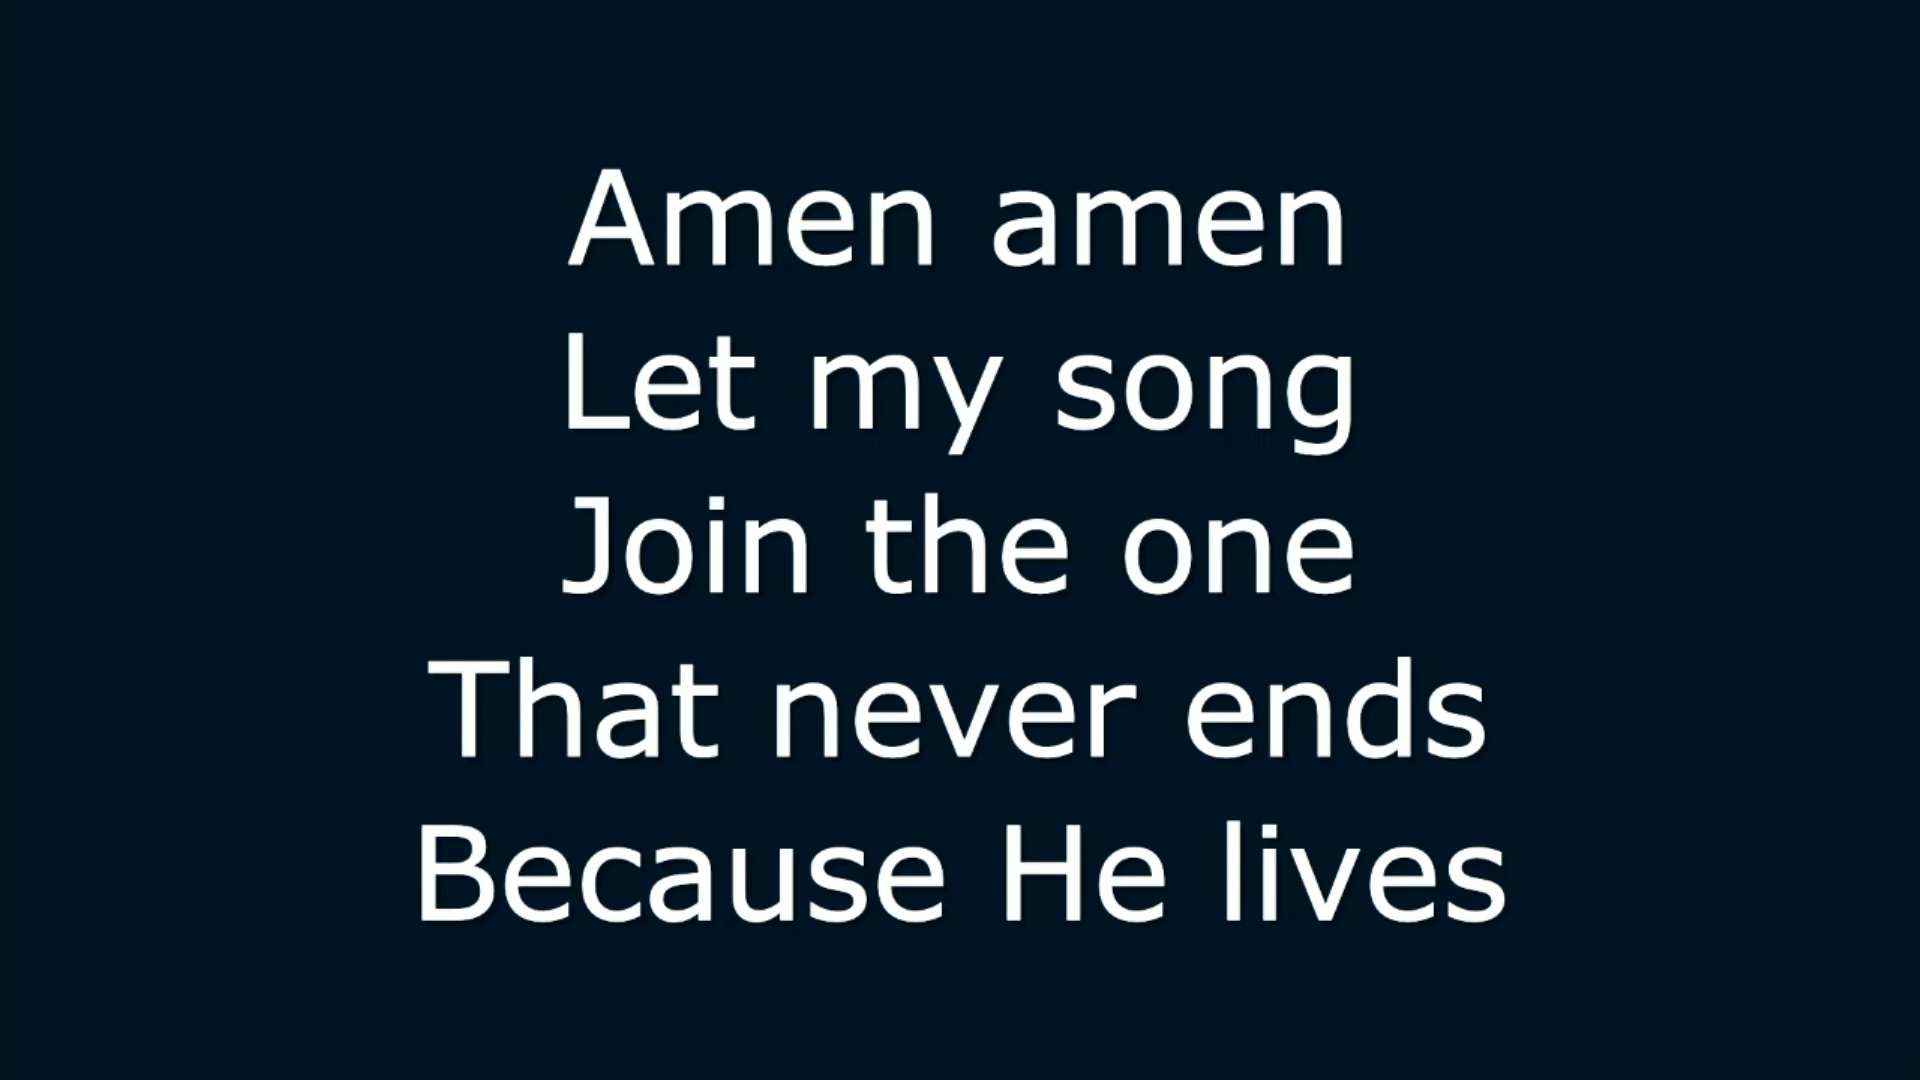 Amen amen
Let my song
Join the one
That never ends
Because He lives